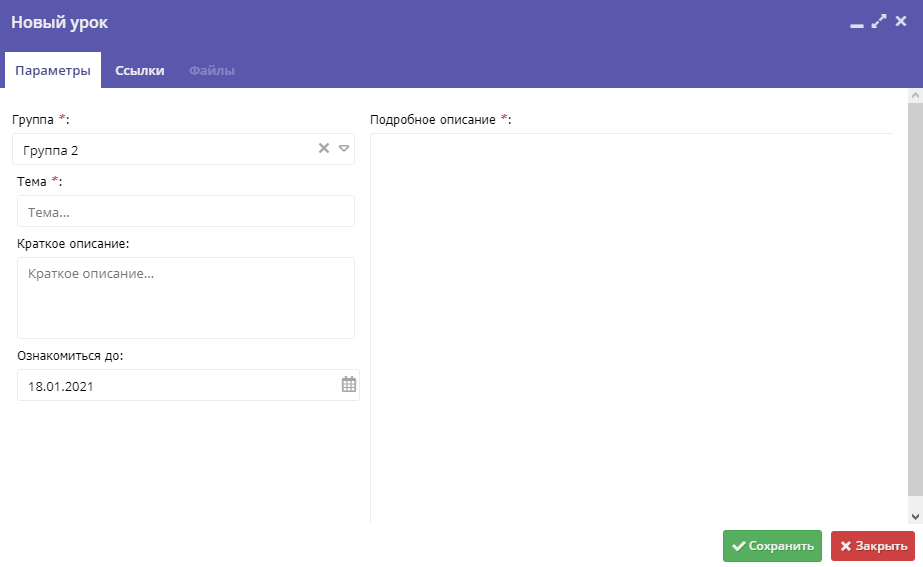 Новый урок
Параметры Ссылки Файлы
Группа *:
Группа 2
Тема *:
Тема...
Краткое описание:
Краткое описание...
Ознакомиться до:
18.01.2021
Подробное описание *:
Сохранить Закрыть